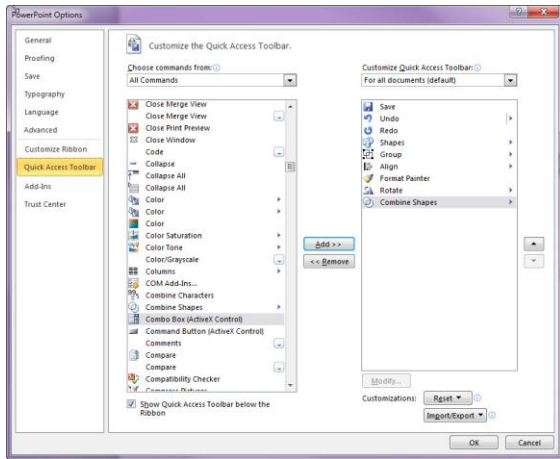 PowerPoint Options
General
Proofing
Save
Typography
Language
Advanced
Customize Ribbon
Quick Access Toolbar
Add-Ins
Trust Center
Customize the Quick Access Toolbar.
Choose commands from:
All Commands
Close Merge View
Close Merge View
Close Print Preview
Close Window
Code
Collapse
Collapse All
Collapse All
Color
Color
Color
Color Saturation
Color Tone
Color/Grayscale
Columns
COM Add-Ins...
Combine Characters
Combine Shapes
Combo Box (ActiveX Control)
Command Button (ActiveX Control)
Comments
Compare
Compare
Compatibility Checker
Compress Pictures
Show Quick Access Toolbar below the
Ribbon
Add >>
<< Remove
Customize Quick Access Toolbar:
For all documents (default)
Save
Undo
Redo
Shapes
Group
Align
Format Painter
Rotate
Combine Shapes
Modify...
Customizations:
Reset
Import/Export
OK
Cancel